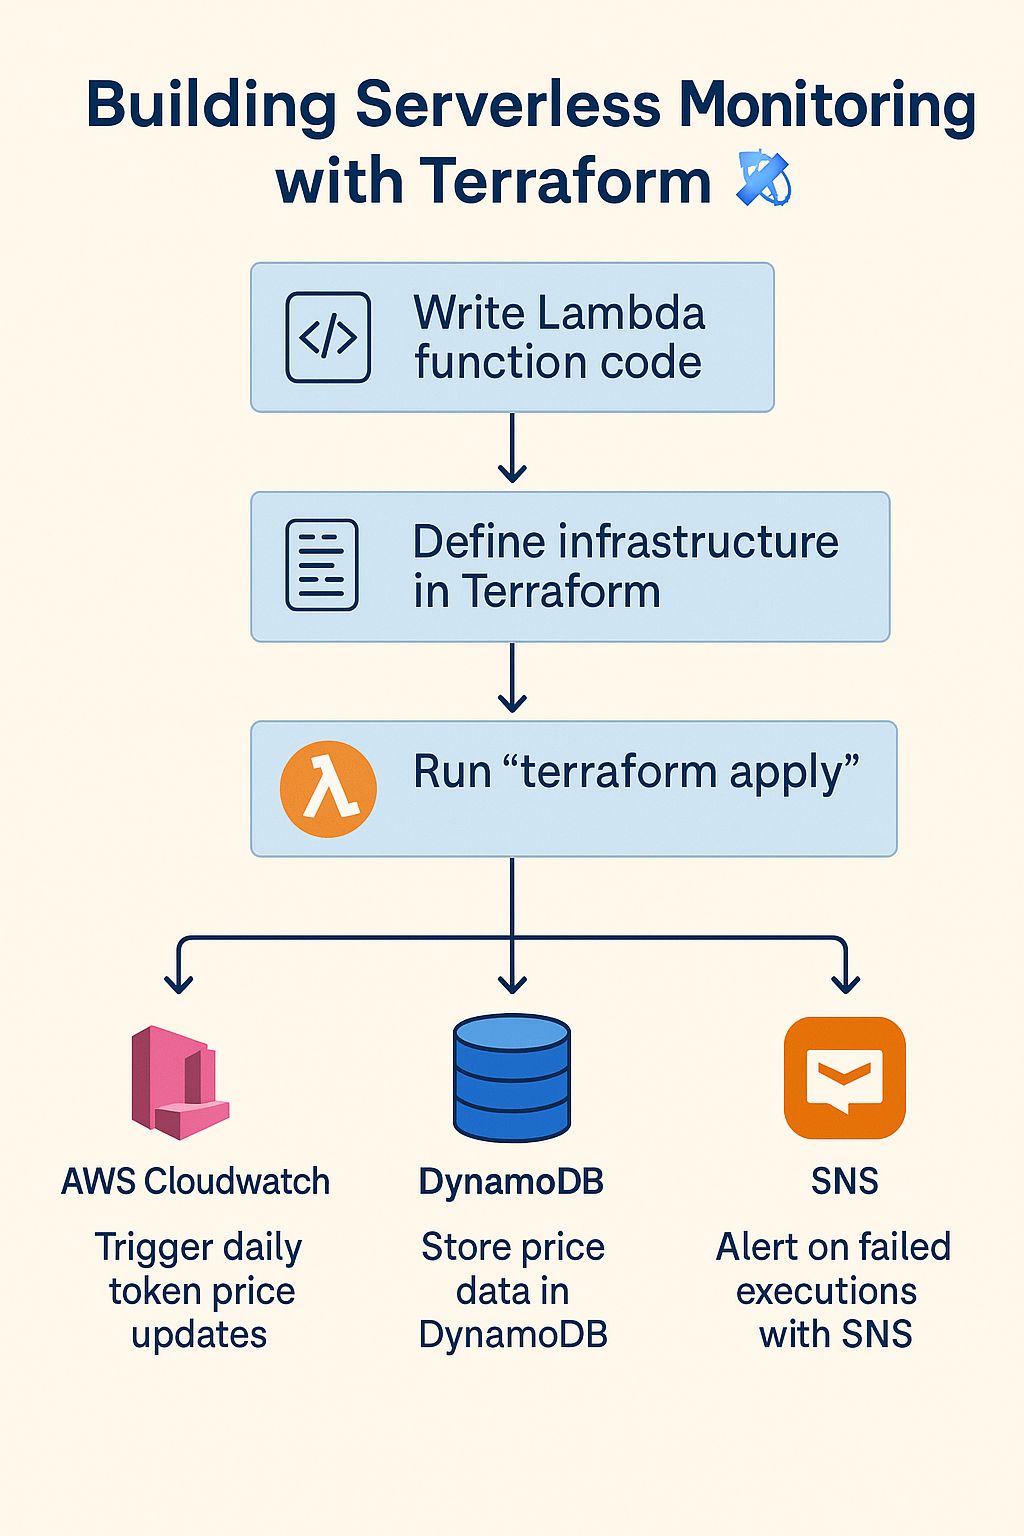 Building Serverless Monitoring
with Terraform
</>
Write Lambda
function code
Define infrastructure
in Terraform
λ
Run “terraform apply”
AWS Cloudwatch
Trigger daily
token price
updates
DynamoDB
Store price
data in
DynamoDB
SNS
Alert on failed
executions
with SNS